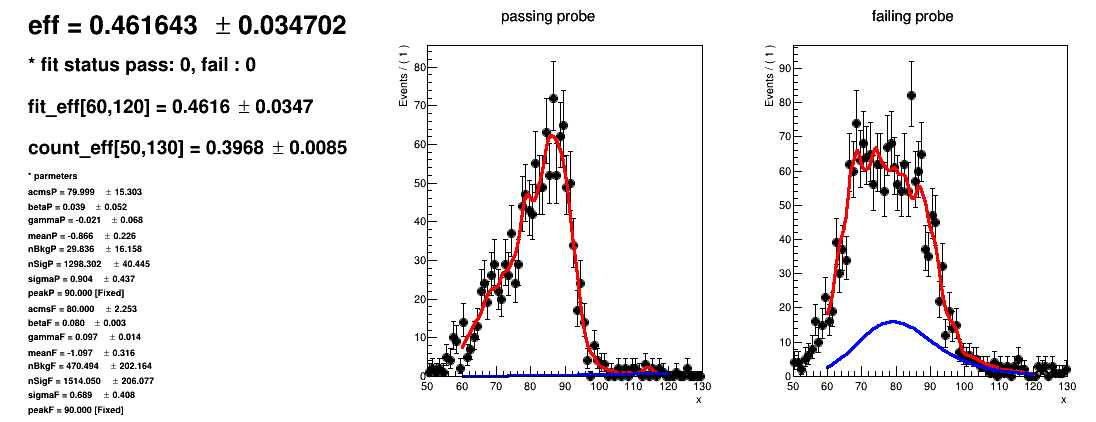 eff = 0.461643 ± 0.034702
* fit status pass: 0, fail : 0
fit_eff[60,120] = 0.4616 ± 0.0347
count_eff[50,130] = 0.3968 ± 0.0085
* parmeters
acmsP = 79.999 ± 15.303
betaP = 0.039 ± 0.052
gammaP = -0.021 ± 0.068
meanP = -0.866 ± 0.226
nBkgP = 29.836 ± 16.158
nSigP = 1298.302 ± 40.445
sigmaP = 0.904 ± 0.437
peakP = 90.000 [Fixed]
acmsF = 80.000 ± 2.253
betaF = 0.080 ± 0.003
gammaF = 0.097 ± 0.014
meanF = -1.097 ± 0.316
nBkgF = 470.494 ± 202.164
nSigF = 1514.050 ± 206.077
sigmaF = 0.689 ± 0.408
peakF = 90.000 [Fixed]
passing probe
Events / ( 1 )
80
70
60
50
40
30
20
10
0
50 60 70 80 90 100 110 120 130
x
failing probe
Events / ( 1 )
90
80
70
60
50
40
30
20
10
0
50 60 70 80 90 100 110 120 130
x